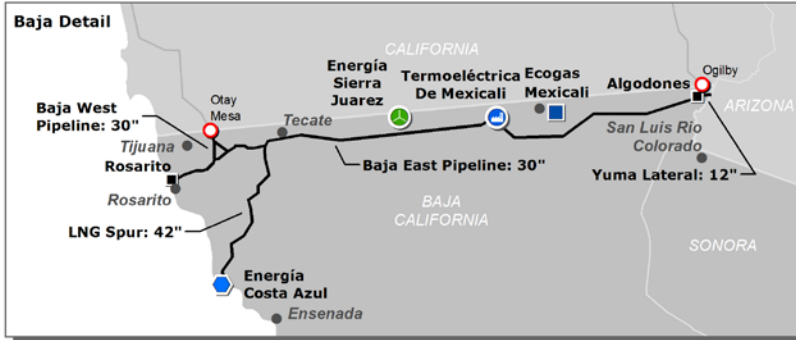 Baja Detail
CALIFORNIA
Energía
Sierra
Juarez
Termoeléctrica
De Mexicali
Ecogas
Mexicali
Algodones
Ogilby
ARIZONA
Otay
Mesa
Baja West
Pipeline: 30"
Tijuana
Tecate
San Luis Rio
Colorado
Rosarito
Baja East Pipeline: 30"
Yuma Lateral: 12"
Rosarito
BAJA
CALIFORNIA
LNG Spur: 42"
SONORA
Energía
Costa Azul
Ensenada